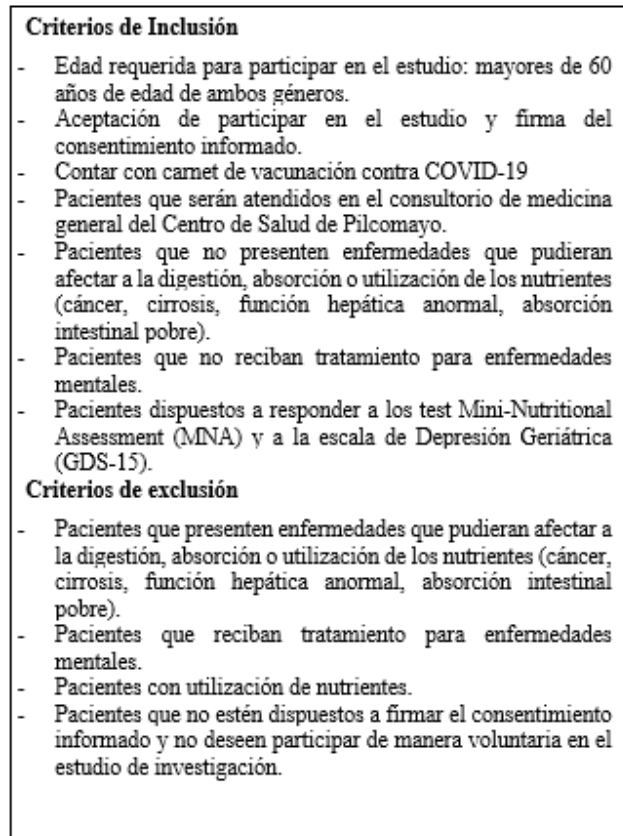 Criterios de Inclusión
- Edad requerida para participar en el estudio: mayores de 60
años de edad de ambos géneros.
- Aceptación de participar en el estudio y firma del
consentimiento informado.
- Contar con carnet de vacunación contra COVID-19
- Pacientes que serán atendidos en el consultorio de medicina
general del Centro de Salud de Pilcomayo.
- Pacientes que no presenten enfermedades que pudieran
afectar a la digestión, absorción o utilización de los nutrientes
(cáncer, cirrosis, función hepática anormal, absorción
intestinal pobre).
- Pacientes que no reciban tratamiento para enfermedades
mentales.
- Pacientes dispuestos a responder a los test Mini-Nutritional
Assessment (MNA) y a la escala de Depresión Geriátrica
(GDS-15).
Criterios de exclusión
- Pacientes que presenten enfermedades que pudieran afectar a
la digestión, absorción o utilización de los nutrientes (cáncer,
cirrosis, función hepática anormal, absorción intestinal
pobre).
- Pacientes que reciban tratamiento para enfermedades
mentales.
- Pacientes con utilización de nutrientes.
- Pacientes que no estén dispuestos a firmar el consentimiento
informado y no deseen participar de manera voluntaria en el
estudio de investigación.